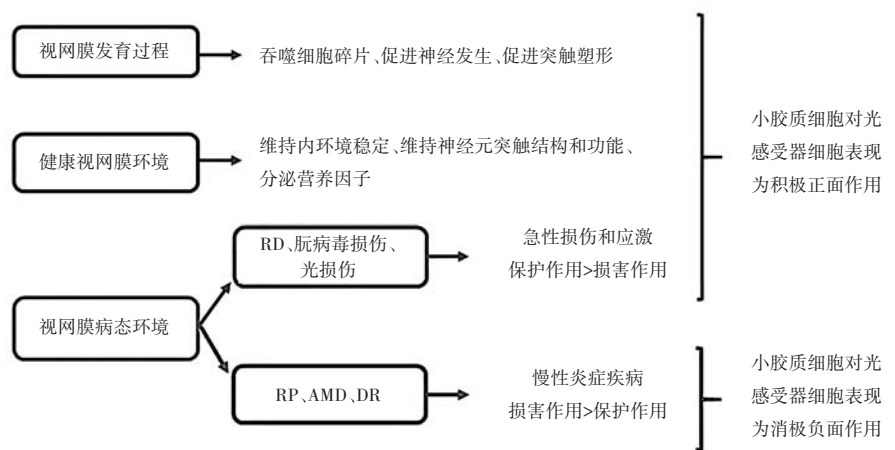 视网膜发育过程
吞噬细胞碎片、促进神经发生、促进突触塑形
健康视网膜环境
维持内环境稳定、维持神经元突触结构和功能、
分泌营养因子
小胶质细胞对光
感受器细胞表现
为积极正面作用
RD、朊病毒损伤、
光损伤
急性损伤和应激
保护作用>损害作用
视网膜病态环境
RP、AMD、DR
慢性炎症疾病
损害作用>保护作用
小胶质细胞对光
感受器细胞表现
为消极负面作用